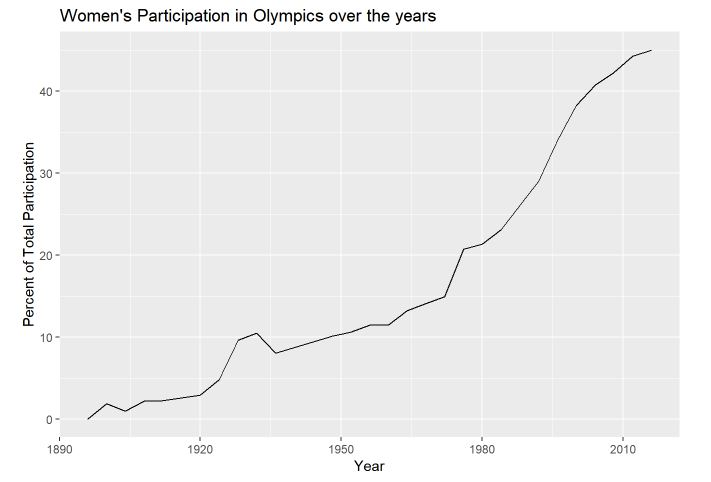 Women's Participation in Olympics over the years
Percent of Total Participation
40
30
20
10
0
1890 1920 1950 1980 2010
Year